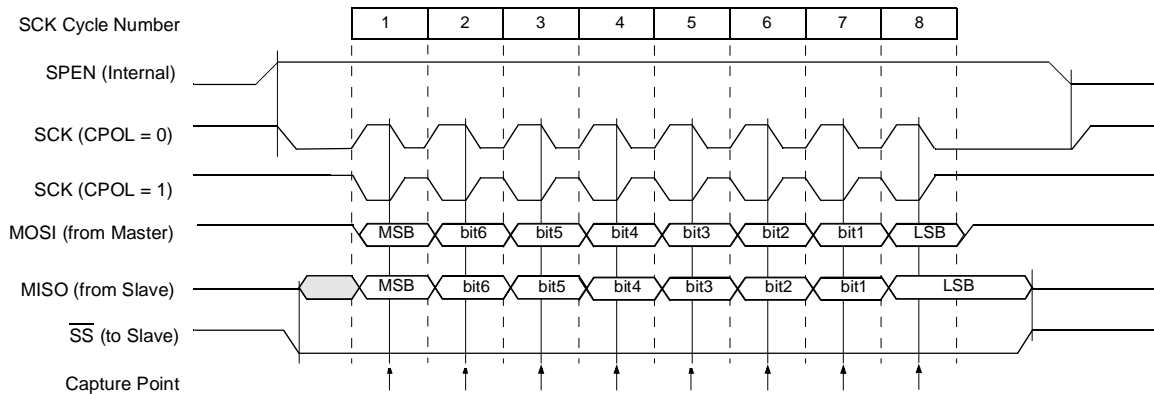 SCK Cycle Number 1 2 3 4 5 6 7 8
SPEN (Internal)
SCK (CPOL = 0)
SCK (CPOL = 1)
MOSI (from Master) MSB bit6 bit5 bit4 bit3 bit2 bit1 LSB
MISO (from Slave) MSB bit6 bit5 bit4 bit3 bit2 bit1 LSB
SS (to Slave)
Capture Point